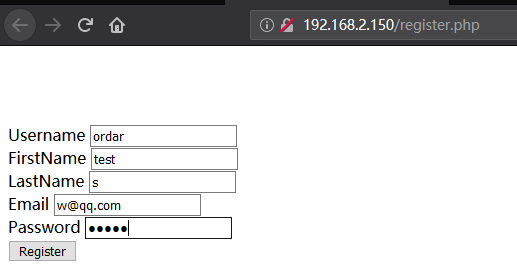 192.168.2.150/register.php
Username ordar
FirstName test
LastName s
Email w@qq.com
Password •••••
Register